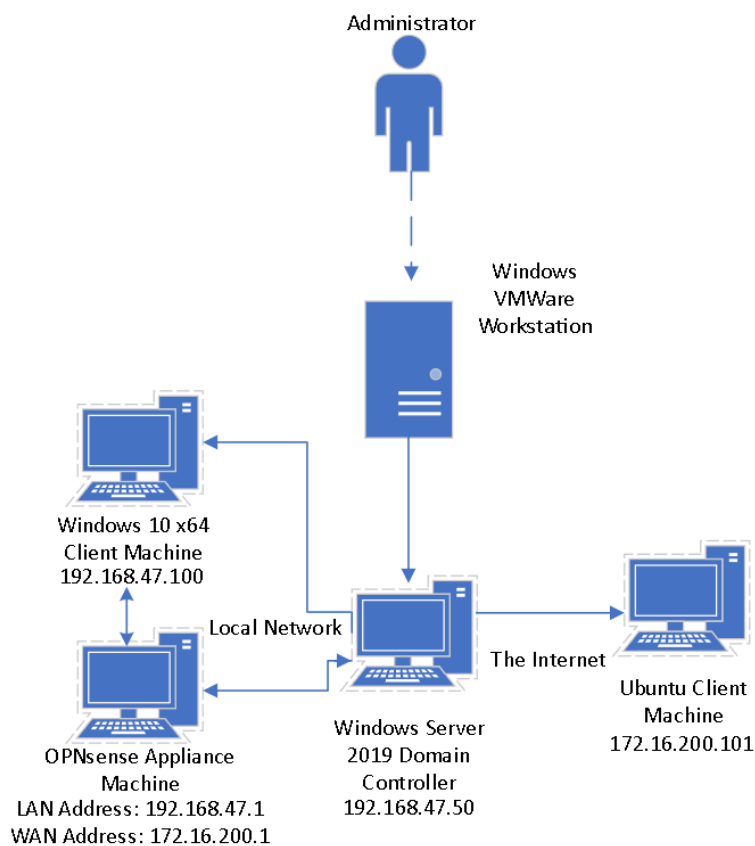 Administrator
Windows
VMWare
Workstation
Windows 10 x64
Client Machine
192.168.47.100
Local Network
The Internet
OPNsense Appliance
Machine
LAN Address: 192.168.47.1
WAN Address: 172.16.200.1
Windows Server
2019 Domain
Controller
192.168.47.50
Ubuntu Client
Machine
172.16.200.101